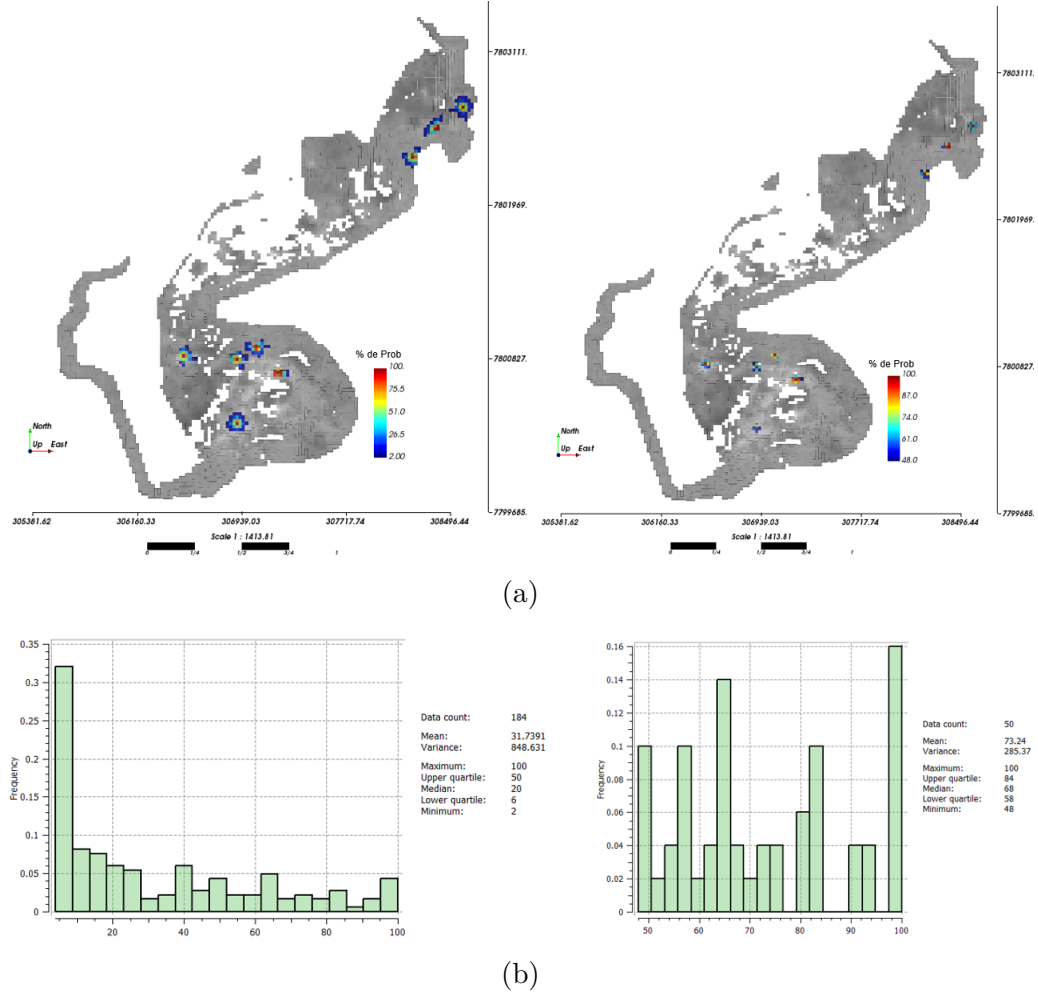 7803111.
7801969.
% de Prob
100.
75.5
51.0
26.5
2.00
North
Up East
7800827.
7799685.
305381.62 306160.33 306939.03 307717.74 308496.44
Scale 1 : 1413.81
0 1/4 1/2 3/4 1
7803111.
7801969.
% de Prob
100.
87.0
74.0
61.0
48.0
North
Up East
7800827.
7799685.
305381.62 306160.33 306939.03 307717.74 308496.44
Scale 1 : 1413.81
0 1/4 1/2 3/4 1
(a)
0.35
0.3
0.25
0.2
0.15
0.1
0.05
0
Frequency
20 40 60 80 100
Data count: 184
Mean: 31.7391
Variance: 848.631
Maximum: 100
Upper quartile: 50
Median: 20
Lower quartile: 6
Minimum: 2
0.16
0.14
0.12
0.1
0.08
0.06
0.04
0.02
0
Frequency
50 60 70 80 90 100
Data count: 50
Mean: 73.24
Variance: 285.37
Maximum: 100
Upper quartile: 84
Median: 68
Lower quartile: 58
Minimum: 48
(b)